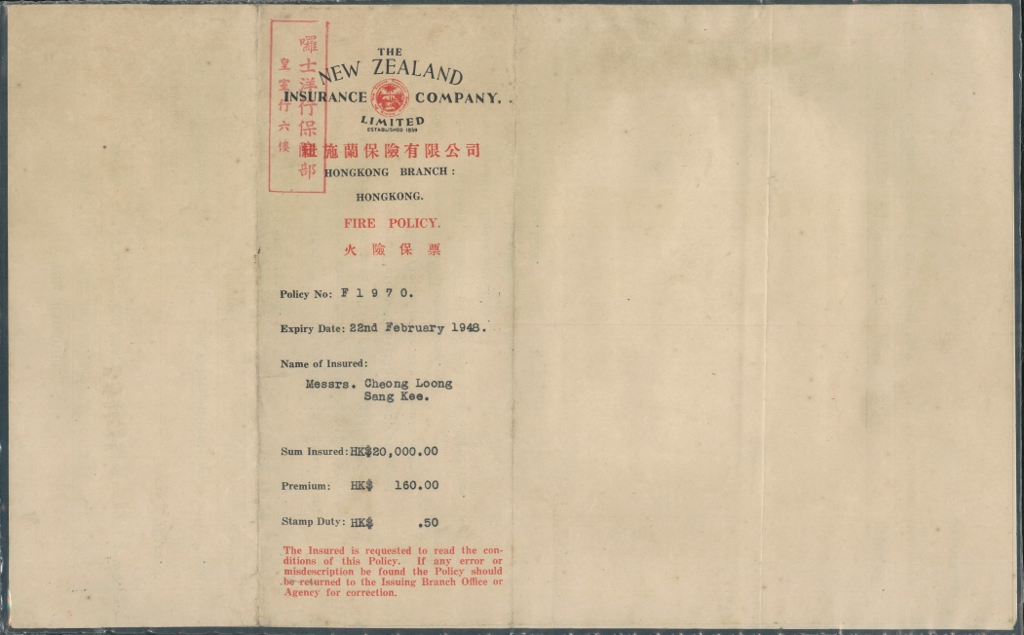 囉士洋行保險部
皇室行六樓
THE
NEW ZEALAND
INSURANCE COMPANY.
LIMITED
ESTABLISHED 1859
紐施蘭保險有限公司
HONGKONG BRANCH:
HONGKONG.
FIRE POLICY.
火險保票
Policy No: F 1 9 7 0.
Expiry Date: 22nd February 1948.
Name of Insured:
Messrs. Cheong Loong
Sang Kee.
Sum Insured: HK$20,000.00
Premium: HK$ 160.00
Stamp Duty: HK$ .50
The Insured is requested to read the con-
ditions of this Policy. If any error or
misdescription be found the Policy should
be returned to the Issuing Branch Office or
Agency for correction.